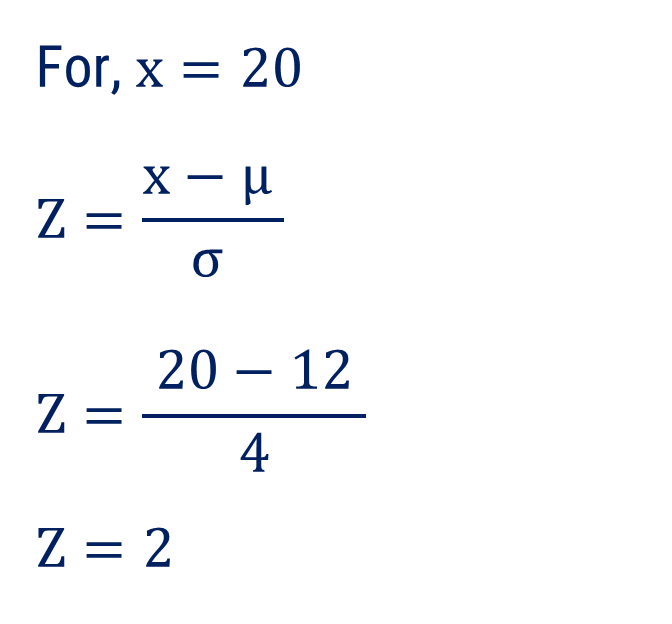 For, x = 20
Z = (x − μ) / σ
Z = (20 − 12) / 4
Z = 2